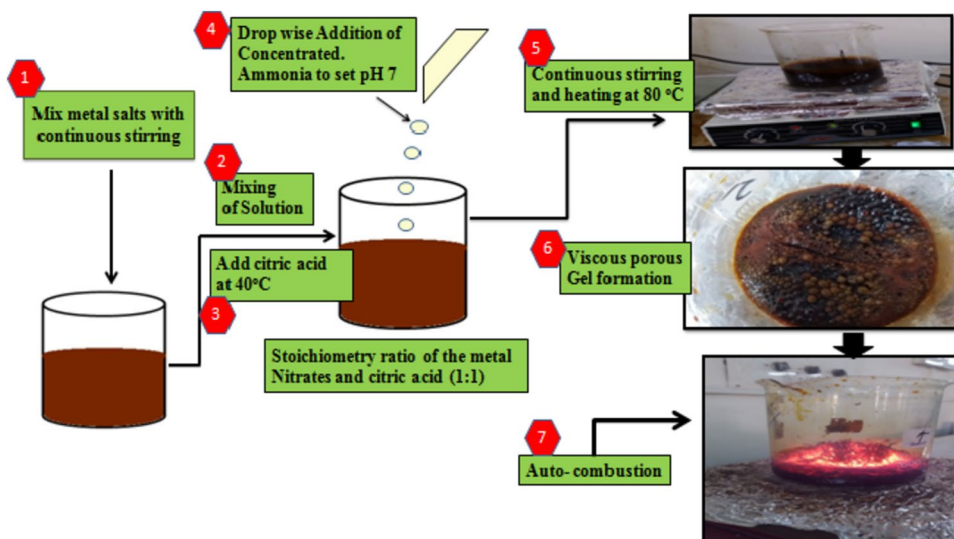 1
Mix metal salts with
continuous stirring
2
Mixing
of Solution
Add citric acid
at 40°C
3
4
Drop wise Addition of
Concentrated.
Ammonia to set pH 7
Stoichiometry ratio of the metal
Nitrates and citric acid (1:1)
5
Continuous stirring
and heating at 80 °C
6
Viscous porous
Gel formation
7
Auto- combustion